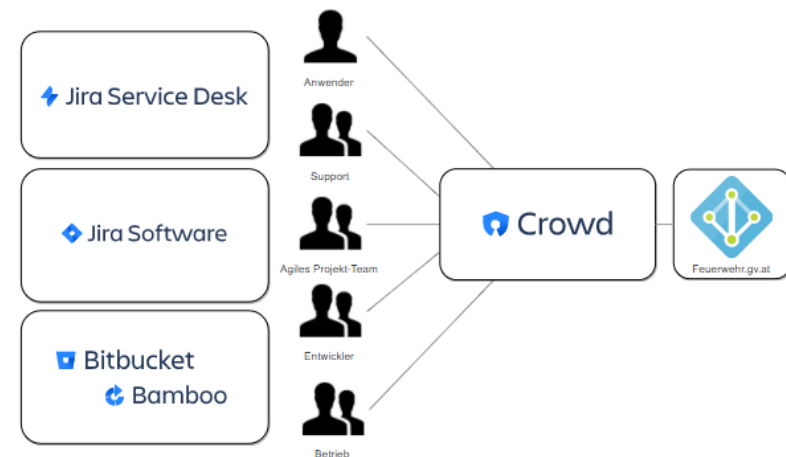 Jira Service Desk
Jira Software
Bitbucket
Bamboo
Anwender
Support
Agiles Projekt-Team
Entwickler
Betrieb
Crowd
Feuerwehr.gv.at